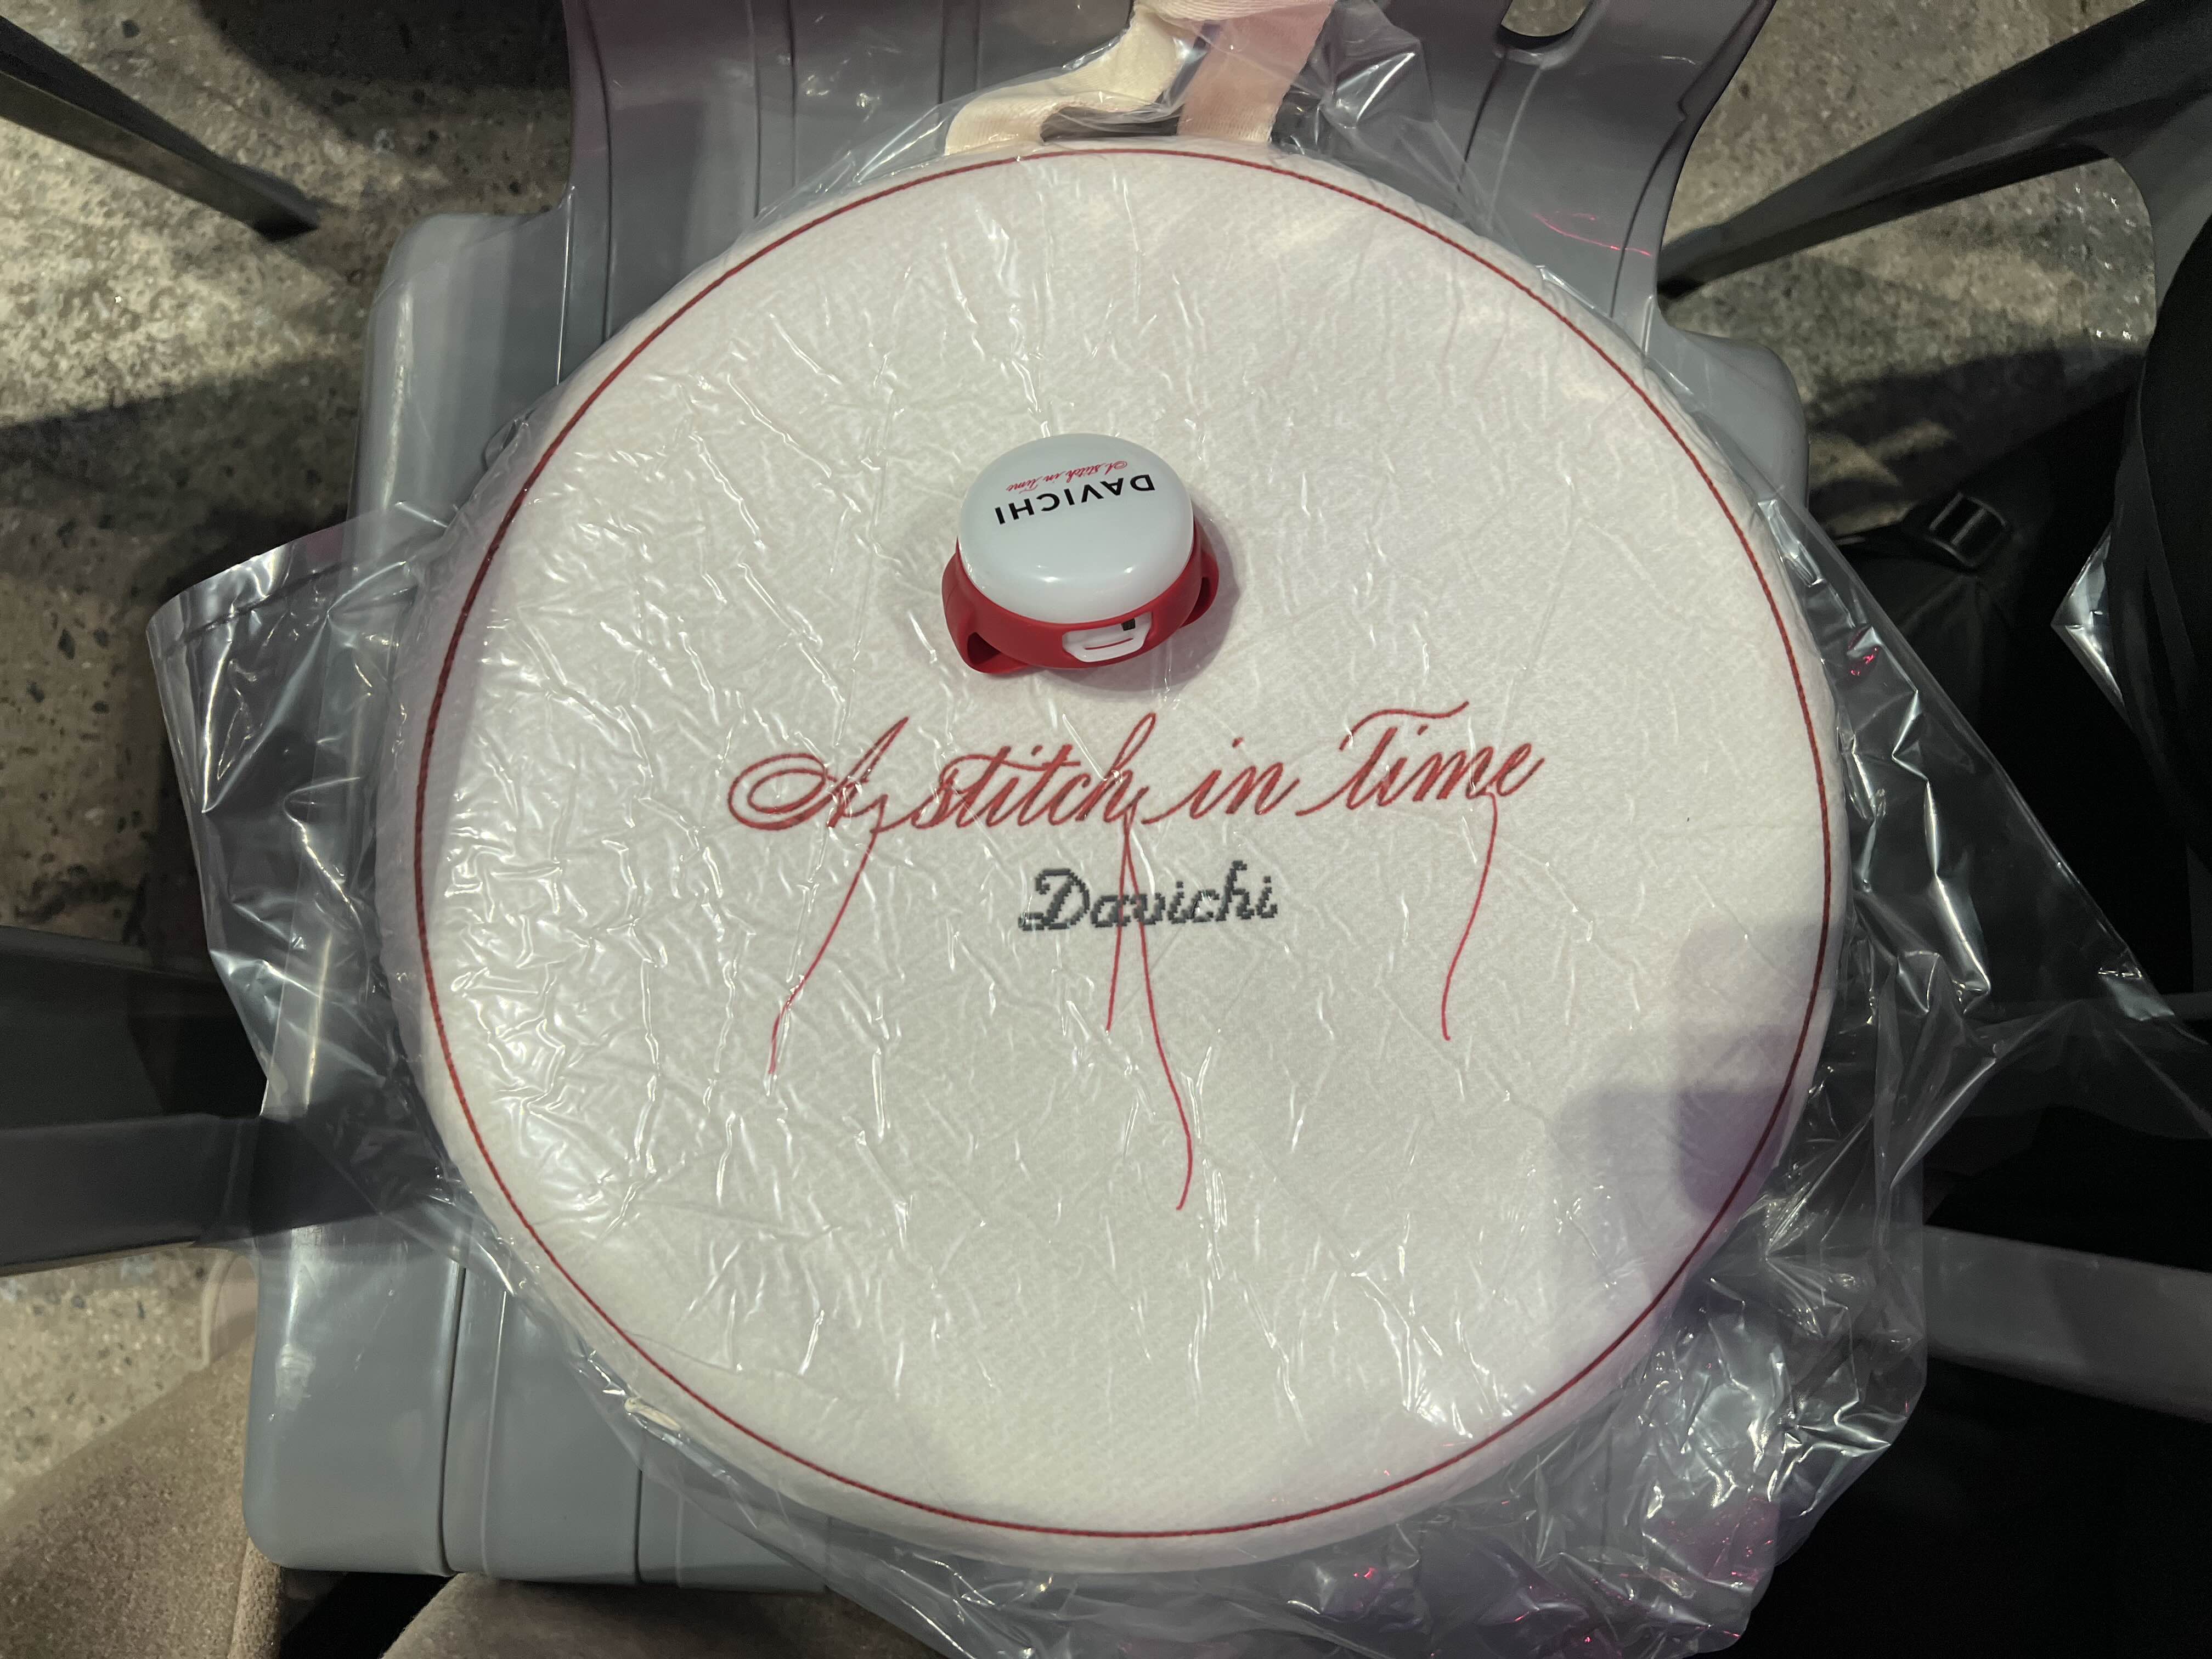 DAVICHI
A stitch in Time
A stitch in Time
Davichi